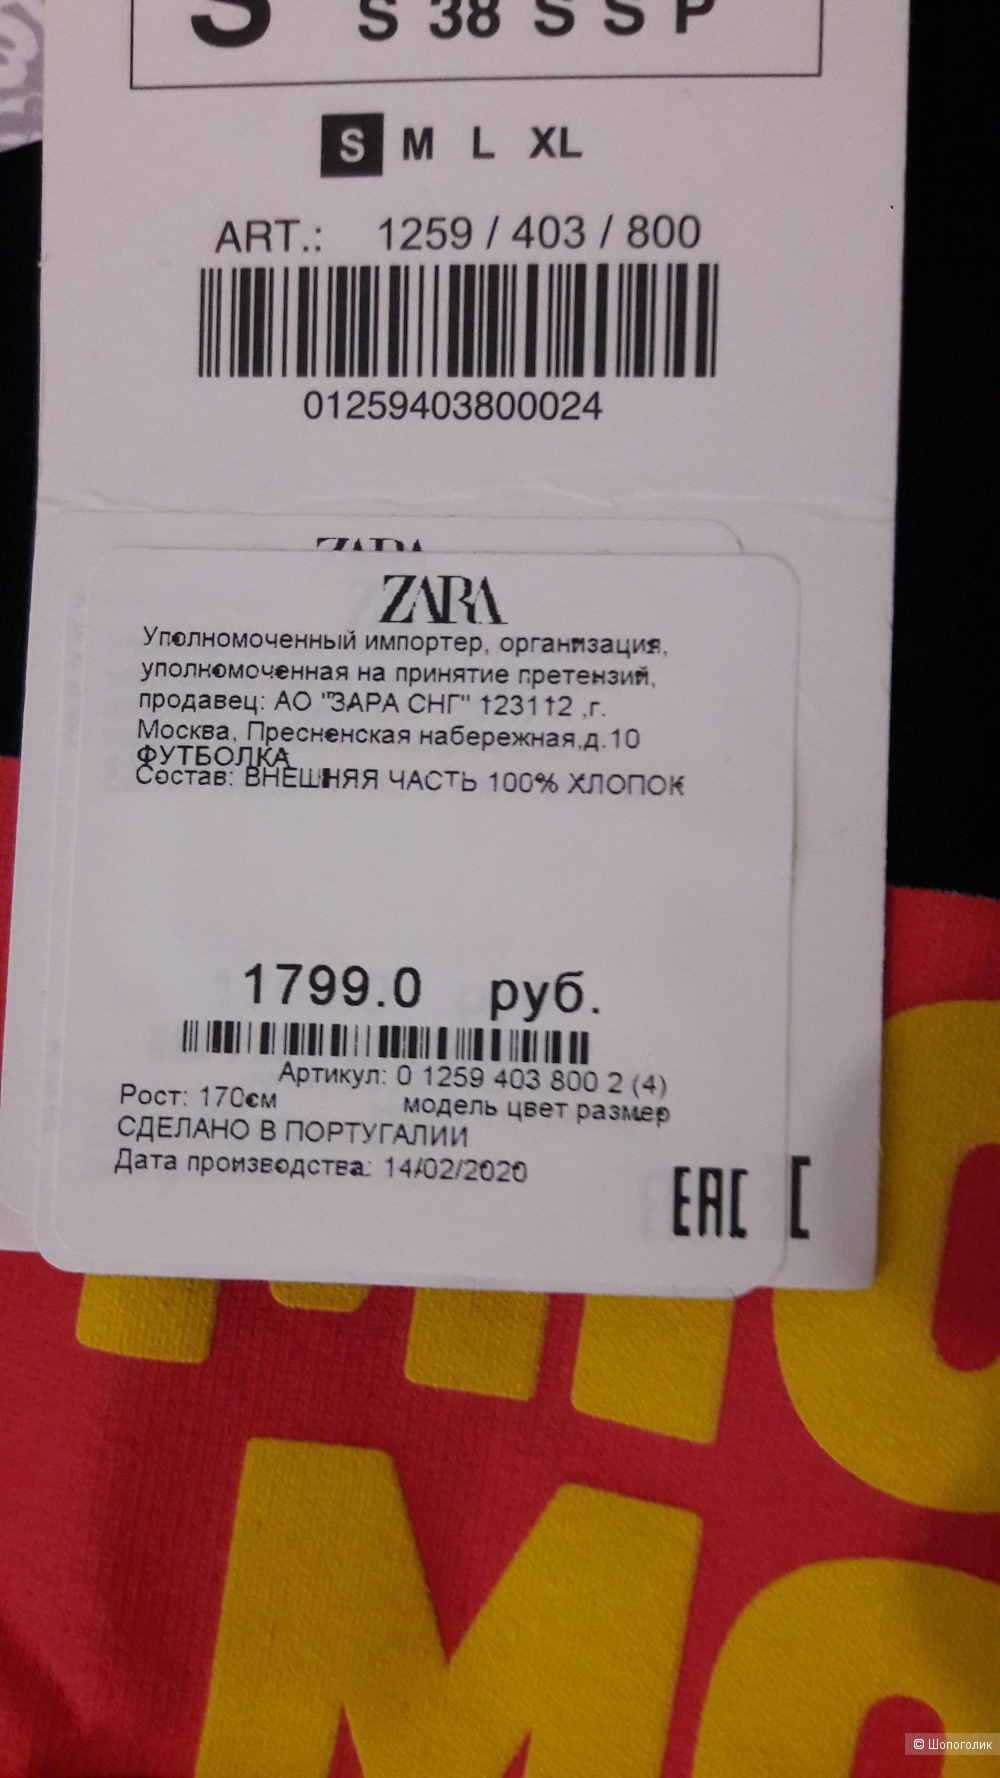 S S 38 S S P
S M L XL
ART.: 1259 / 403 / 800
01259403800024
ZARA
ZARA
Уполномоченный импортер, организация,
уполномоченная на принятие претензий,
продавец: АО "ЗАРА СНГ" 123112 ,г.
Москва, Пресненская набережная,д.10
ФУТБОЛКА
Состав: ВНЕШНЯЯ ЧАСТЬ 100% ХЛОПОК
1799.0 руб.
Артикул: 0 1259 403 800 2 (4)
Рост: 170см модель цвет размер
СДЕЛАНО В ПОРТУГАЛИИ
Дата производства: 14/02/2020
EAC
© Шопоголик